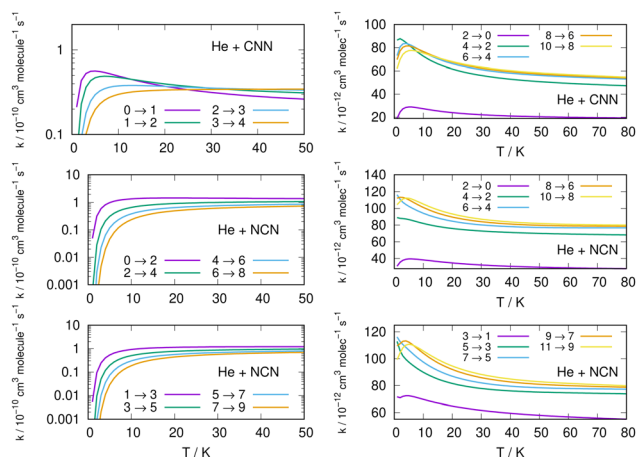 k / 10⁻¹⁰ cm³ molecule⁻¹ s⁻¹
1
0.1
He + CNN
0 → 1
2 → 3
1 → 2
3 → 4
0 10 20 30 40 50
k / 10⁻¹² cm³ molec⁻¹ s⁻¹
100
80
60
40
20
2 → 0
8 → 6
4 → 2
10 → 8
6 → 4
He + CNN
0 10 20 30 40 50 60 70 80
T / K
k / 10⁻¹⁰ cm³ molecule⁻¹ s⁻¹
10
1
0.1
0.01
0.001
He + NCN
0 → 2
4 → 6
2 → 4
6 → 8
0 10 20 30 40 50
k / 10⁻¹² cm³ molec⁻¹ s⁻¹
140
120
100
80
60
40
2 → 0
8 → 6
4 → 2
10 → 8
6 → 4
He + NCN
0 10 20 30 40 50 60 70 80
T / K
k / 10⁻¹⁰ cm³ molecule⁻¹ s⁻¹
10
1
0.1
0.01
0.001
He + NCN
1 → 3
5 → 7
3 → 5
7 → 9
0 10 20 30 40 50
T / K
k / 10⁻¹² cm³ molec⁻¹ s⁻¹
120
100
80
60
3 → 1
9 → 7
5 → 3
11 → 9
7 → 5
He + NCN
0 10 20 30 40 50 60 70 80
T / K